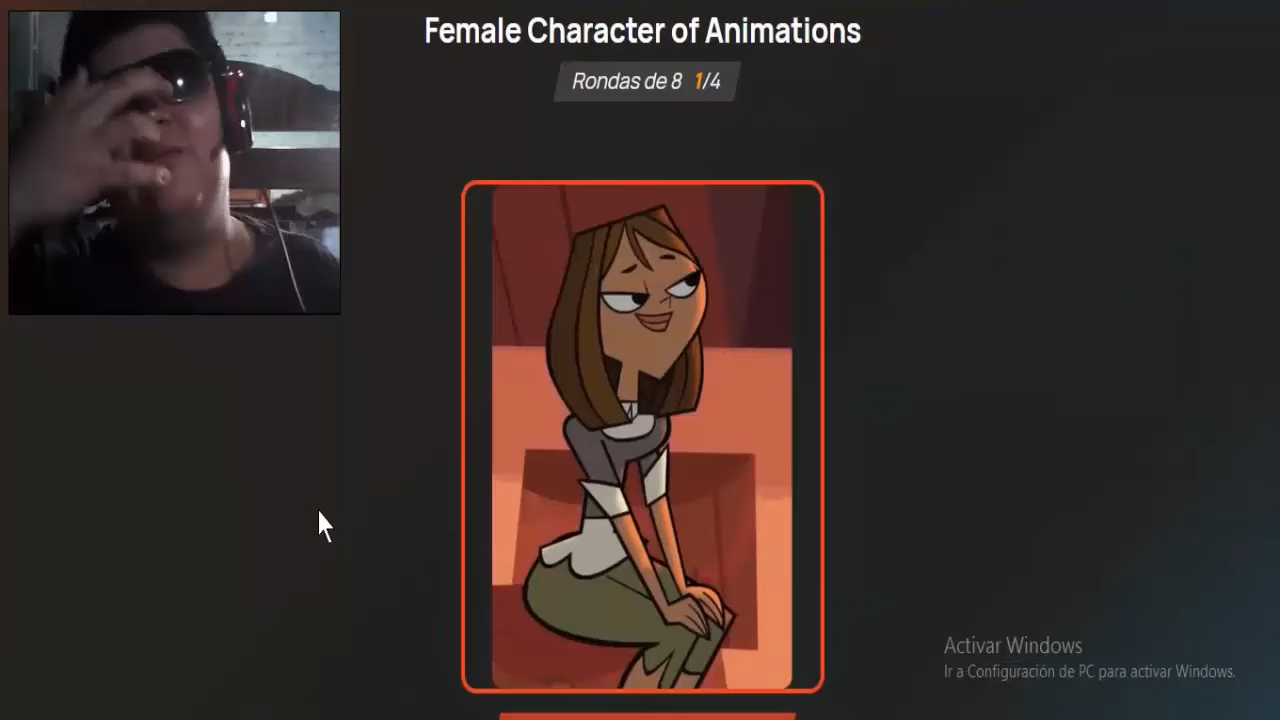 Female Character of Animations
Rondas de 8 1/4
Activar Windows
Ir a Configuración de PC para activar Windows.